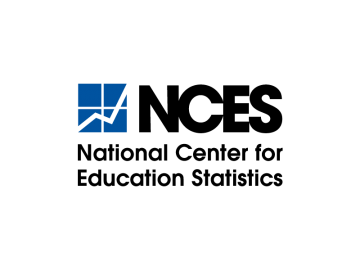 NCES
National Center for
Education Statistics